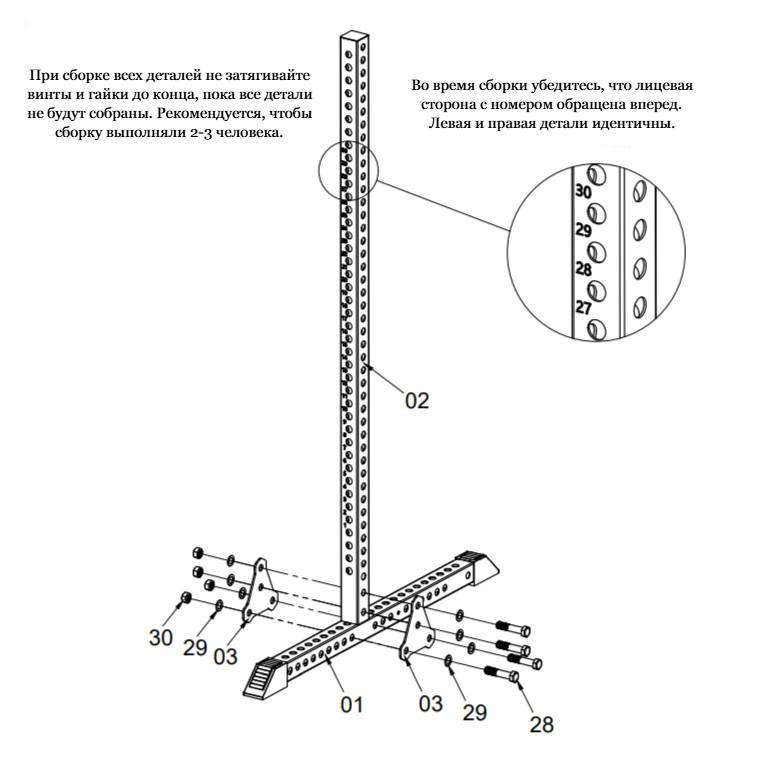 При сборке всех деталей не затягивайте
винты и гайки до конца, пока все детали
не будут собраны. Рекомендуется, чтобы
сборку выполняли 2-3 человека.
Во время сборки убедитесь, что лицевая
сторона с номером обращена вперед.
Левая и правая детали идентичны.
30
29
28
27
02
30
29
03
01
03
29
28